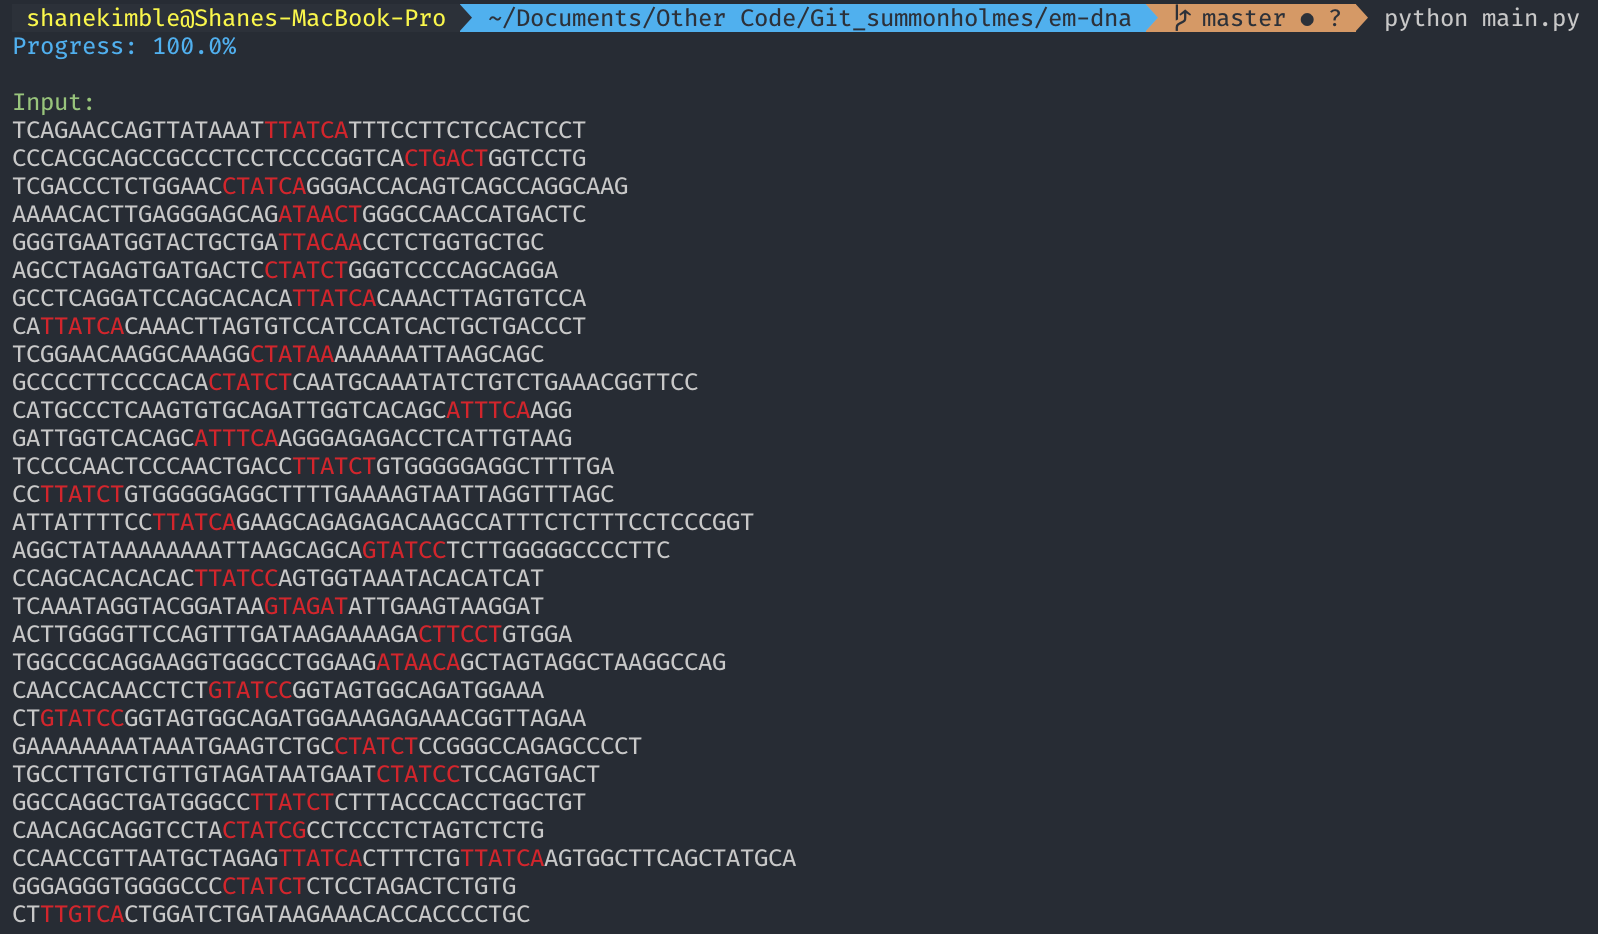 shanekimble@Shanes-MacBook-Pro ~/Documents/Other Code/Git_summonholmes/em-dna master ● ? python main.py
Progress: 100.0%
Input:
TCAGAACCAGTTATAAATTTATCATTTCCTTCTCCACTCCT
CCCACGCAGCCGCCCTCCTCCCCGGTCACTGACTGGTCCTG
TCGACCCTCTGGAACCTATCAGGGACCACAGTCAGCCAGGCAAG
AAAACACTTGAGGGAGCAGATAACTGGGCCAACCATGACTC
GGGTGAATGGTACTGCTGATTACAACCTCTGGTGCTGC
AGCCTAGAGTGATGACTCCTATCTGGGTCCCCAGCAGGA
GCCTCAGGATCCAGCACACATTATCACAAACTTAGTGTCCA
CATTATCACAAACTTAGTGTCCATCCATCACTGCTGACCCT
TCGGAACAAGGCAAAGGCTATAAAAAAAATTAAGCAGC
GCCCCTTCCCCACACTATCTCAATGCAAATATCTGTCTGAAACGGTTCC
CATGCCCTCAAGTGTGCAGATTGGTCACAGCATTTCAAGG
GATTGGTCACAGCATTTCAAGGGAGAGACCTCATTGTAAG
TCCCCAACTCCCAACTGACCTTATCTGTGGGGGAGGCTTTTGA
CCTTATCTGTGGGGGAGGCTTTTGAAAAGTAATTAGGTTTAGC
ATTATTTTCCTTATCAGAAGCAGAGAGACAAGCCATTTCTCTTTCCTCCCGGT
AGGCTATAAAAAAAATTAAGCAGCAGTATCCTCTTGGGGGCCCCTTC
CCAGCACACACACTTATCCAGTGGTAAATACACATCAT
TCAAATAGGTACGGATAAGTAGATATTGAAGTAAGGAT
ACTTGGGGTTCCAGTTTGATAAGAAAAGACTTCCTGTGGA
TGGCCGCAGGAAGGTGGGCCTGGAAGATAACAGCTAGTAGGCTAAGGCCAG
CAACCACAACCTCTGTATCCGGTAGTGGCAGATGGAAA
CTGTATCCGGTAGTGGCAGATGGAAAGAGAAACGGTTAGAA
GAAAAAAAATAAATGAAGTCTGCCTATCTCCGGGCCAGAGCCCCT
TGCCTTGTCTGTTGTAGATAATGAATCTATCCTCCAGTGACT
GGCCAGGCTGATGGGCCTTATCTCTTTACCCACCTGGCTGT
CAACAGCAGGTCCTACTATCGCCTCCCTCTAGTCTCTG
CCAACCGTTAATGCTAGAGTTATCACTTTCTGTTATCAAGTGGCTTCAGCTATGCA
GGGAGGGTGGGGCCCCTATCTCTCCTAGACTCTGTG
CTTTGTCACTGGATCTGATAAGAAACACCACCCCTGC